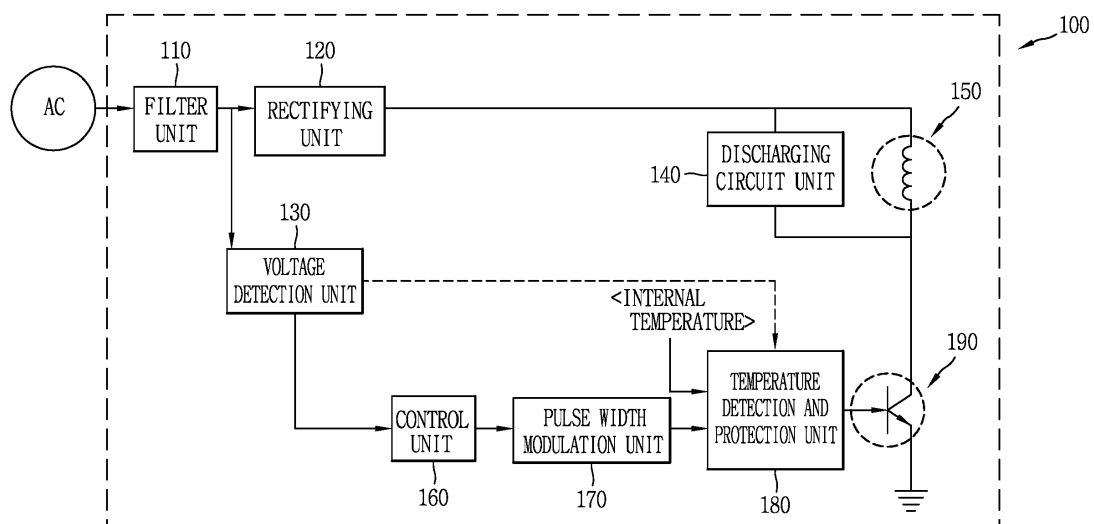 100
110
120
150
AC
FILTER
UNIT
RECTIFYING
UNIT
140
DISCHARGING
CIRCUIT UNIT
130
VOLTAGE
DETECTION UNIT
<INTERNAL
TEMPERATURE>
190
TEMPERATURE
DETECTION AND
PROTECTION UNIT
CONTROL
UNIT
PULSE WIDTH
MODULATION UNIT
160
170
180